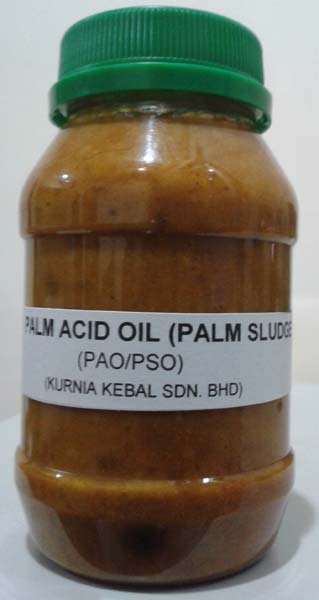 PALM ACID OIL (PALM SLUDGE
(PAO/PSO)
(KURNIA KEBAL SDN. BHD)